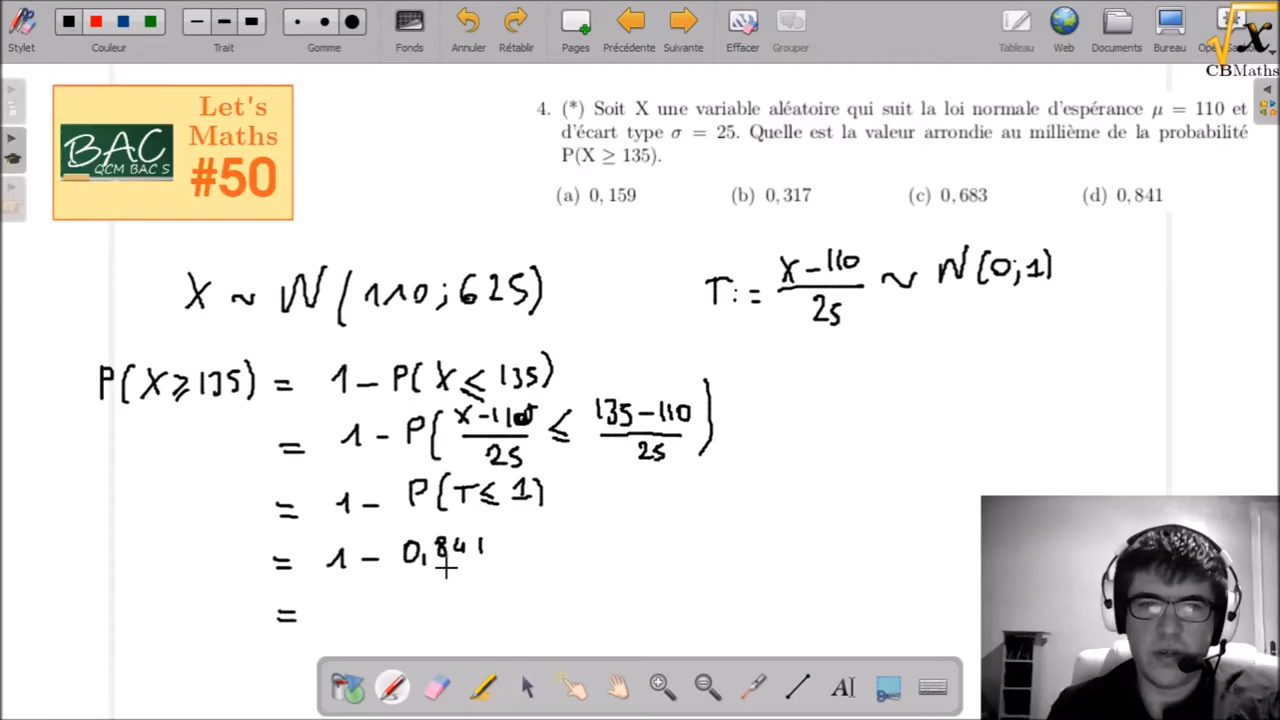 Stylet Couleur Trait Gomme Fonds Annuler Rétablir Pages Précédente Suivante Effacer Grouper Tableau Web Documents Bureau
√x
CBMaths
Let's
Maths
#50
BAC
QCM BAC S
4. (*) Soit X une variable aléatoire qui suit la loi normale d'espérance μ = 110 et
d'écart type σ = 25. Quelle est la valeur arrondie au millième de la probabilité
P(X ≥ 135).
(a) 0, 159 (b) 0, 317 (c) 0, 683 (d) 0, 841
X ~ N(110;625)
T := (X-110)/25 ~ N(0;1)
P(X ⩾ 135) = 1 - P(X ⩽ 135)
= 1 - P( (X-110)/25 ⩽ (135-110)/25 )
= 1 - P(T ⩽ 1)
= 1 - 0,841
=
AI